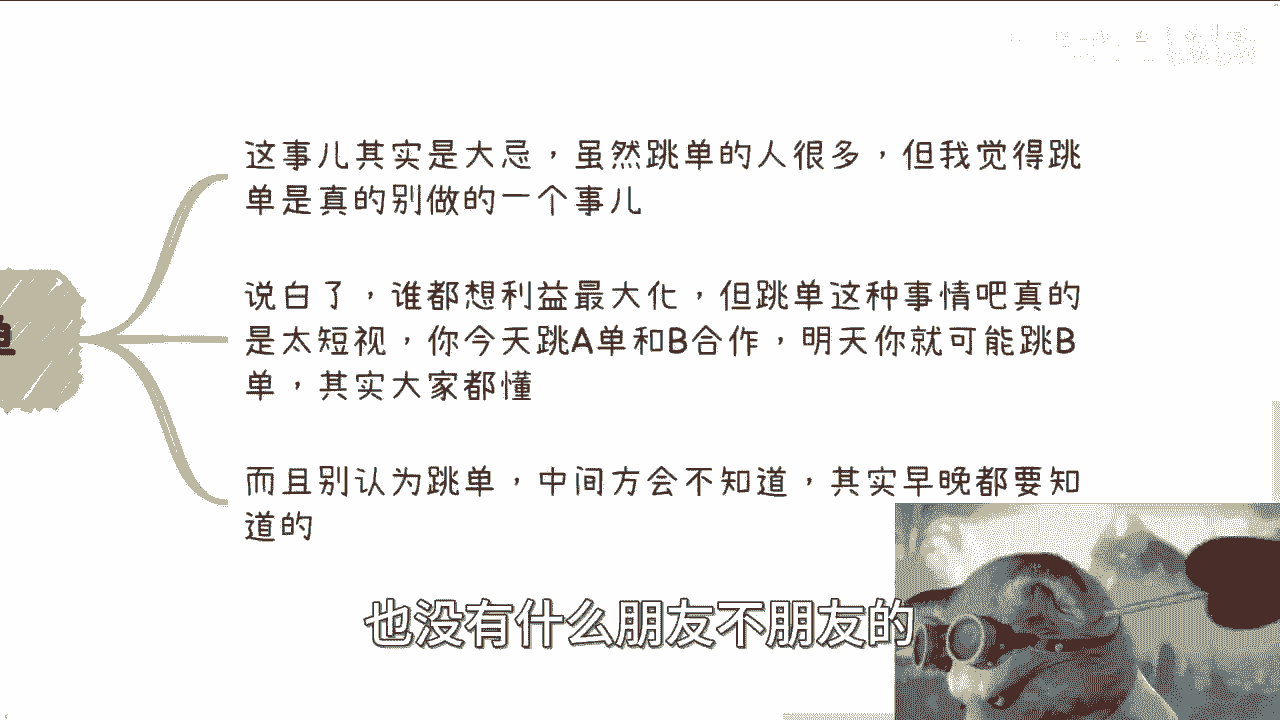 这事儿其实是大忌，虽然跳单的人很多，但我觉得跳
单是真的别做的一个事儿
说白了，谁都想利益最大化，但跳单这种事情吧真的
是太短视，你今天跳A单和B合作，明天你就可能跳B
单，其实大家都懂
而且别认为跳单，中间方会不知道，其实早晚都要知
道的
也没有什么朋友不朋友的